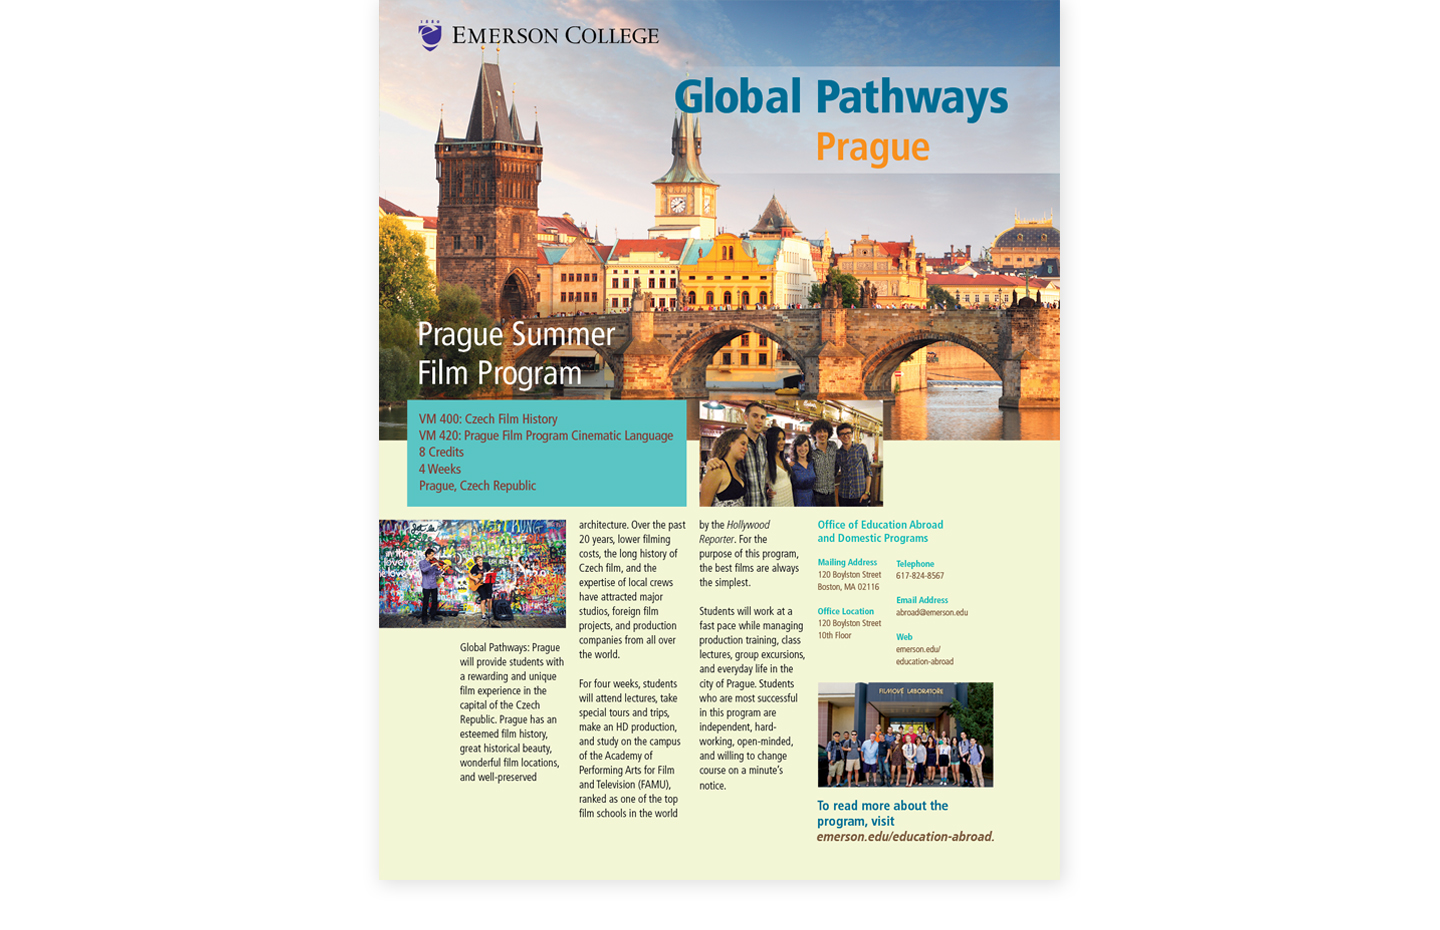 1880
EMERSON COLLEGE
Global Pathways
Prague
Prague Summer
Film Program
VM 400: Czech Film History
VM 420: Prague Film Program Cinematic Language
8 Credits
4 Weeks
Prague, Czech Republic
Global Pathways: Prague
will provide students with
a rewarding and unique
film experience in the
capital of the Czech
Republic. Prague has an
esteemed film history,
great historical beauty,
wonderful film locations,
and well-preserved
architecture. Over the past
20 years, lower filming
costs, the long history of
Czech film, and the
expertise of local crews
have attracted major
studios, foreign film
projects, and production
companies from all over
the world.
For four weeks, students
will attend lectures, take
special tours and trips,
make an HD production,
and study on the campus
of the Academy of
Performing Arts for Film
and Television (FAMU),
ranked as one of the top
film schools in the world
by the Hollywood
Reporter. For the
purpose of this program,
the best films are always
the simplest.
Students will work at a
fast pace while managing
production training, class
lectures, group excursions,
and everyday life in the
city of Prague. Students
who are most successful
in this program are
independent, hard-
working, open-minded,
and willing to change
course on a minute's
notice.
Office of Education Abroad
and Domestic Programs
Mailing Address
120 Boylston Street
Boston, MA 02116
Office Location
120 Boylston Street
10th Floor
Telephone
617-824-8567
Email Address
abroad@emerson.edu
Web
emerson.edu/
education-abroad
FILMOVÉ LABORATOŘE
To read more about the
program, visit
emerson.edu/education-abroad.